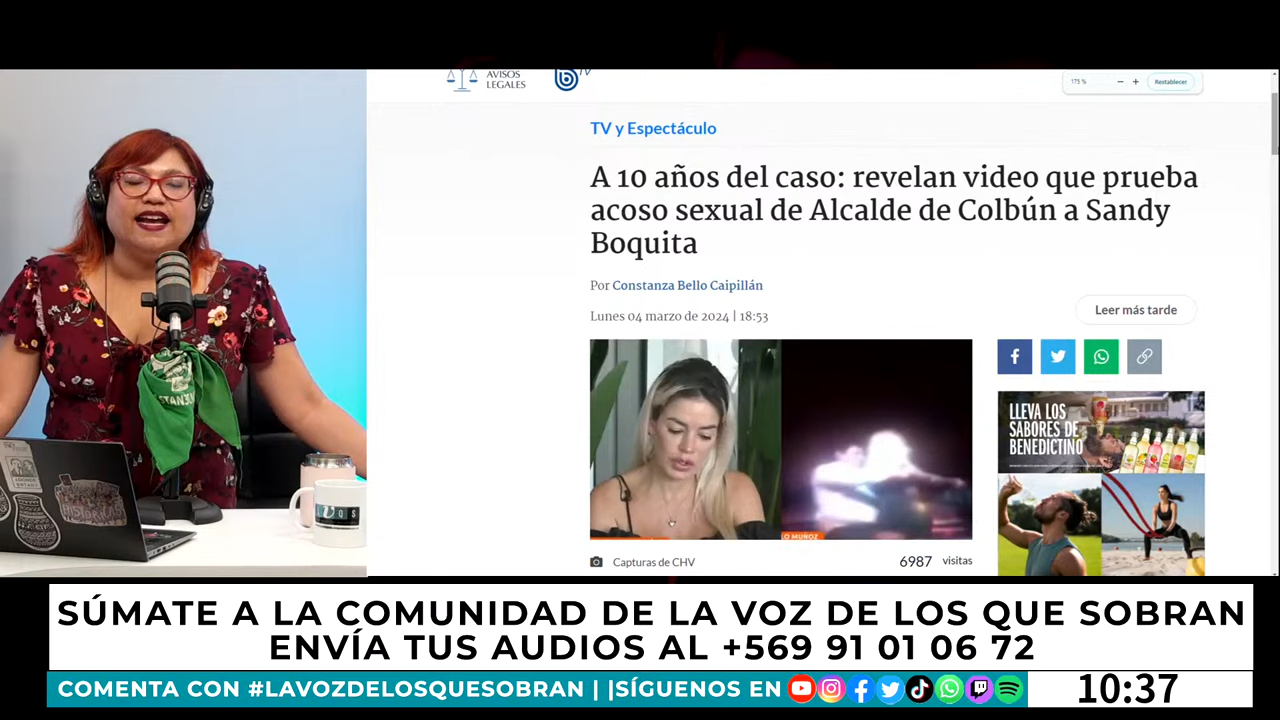 AVISOS
LEGALES
TV
175 %
Restablecer
TV y Espectáculo
A 10 años del caso: revelan video que prueba
acoso sexual de Alcalde de Colbún a Sandy
Boquita
Por Constanza Bello Caipillán
Lunes 04 marzo de 2024 | 18:53
Leer más tarde
LLEVA LOS
SABORES DE
BENEDICTINO
LO MUÑOZ
Capturas de CHV
6987 visitas
SÚMATE A LA COMUNIDAD DE LA VOZ DE LOS QUE SOBRAN
ENVÍA TUS AUDIOS AL +569 91 01 06 72
COMENTA CON #LAVOZDELOSQUESOBRAN | |SÍGUENOS EN
10:37